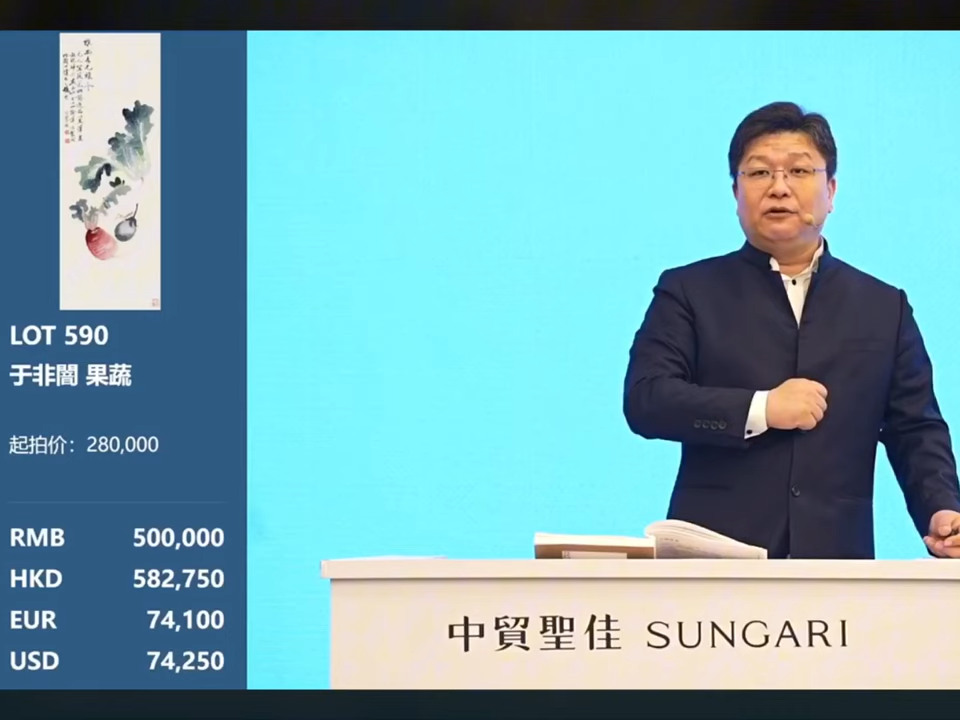 LOT 590
于非闇 果蔬
起拍价：280,000
RMB 500,000
HKD 582,750
EUR 74,100
USD 74,250
中貿聖佳 SUNGARI